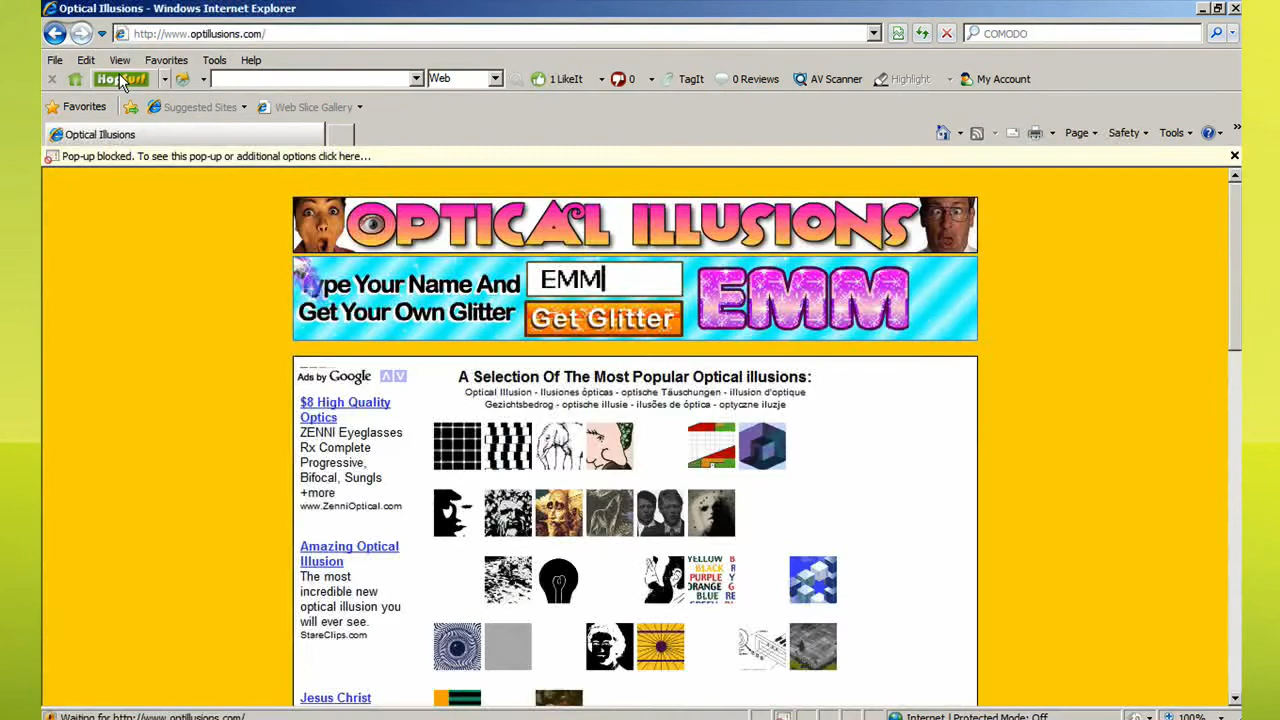 Optical Illusions - Windows Internet Explorer
http://www.optillusions.com/
COMODO
File Edit View Favorites Tools Help
Web 1 LikeIt 0 TagIt 0 Reviews AV Scanner Highlight My Account
Favorites Suggested Sites Web Slice Gallery
Optical Illusions
Page Safety Tools
Pop-up blocked. To see this pop-up or additional options click here...
OPTICAL ILLUSIONS
Type Your Name And
Get Your Own Glitter
EMM
Get Glitter
EMM
Ads by Google
$8 High Quality
Optics
ZENNI Eyeglasses
Rx Complete
Progressive,
Bifocal, Sungls
+more
www.ZenniOptical.com
Amazing Optical
Illusion
The most
incredible new
optical illusion you
will ever see.
StareClips.com
Jesus Christ
A Selection Of The Most Popular Optical illusions:
Optical Illusion - Ilusiones ópticas - optische Täuschungen - illusion d'optique
Gezichtsbedrog - optische illusie - ilusões de óptica - optyczne iluzje
YELLOW
BLACK
PURPLE
ORANGE
BLUE
Waiting for http://www.optillusions.com/
Internet | Protected Mode: Off
100%